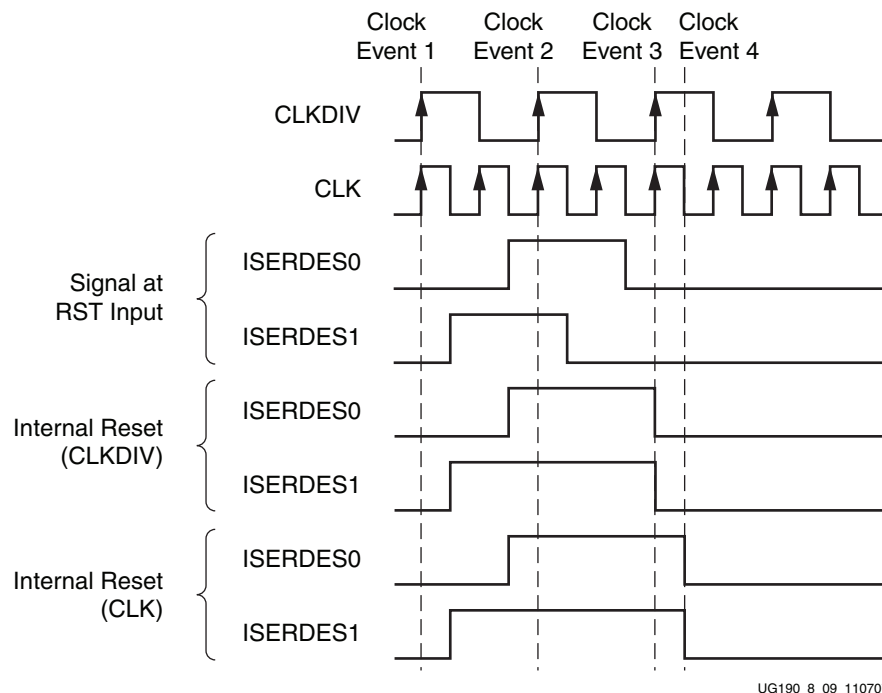 Clock
Event 1
Clock
Event 2
Clock
Event 3
Clock
Event 4
CLKDIV
CLK
Signal at
RST Input
ISERDES0
ISERDES1
Internal Reset
(CLKDIV)
ISERDES0
ISERDES1
Internal Reset
(CLK)
ISERDES0
ISERDES1
UG190_8_09_11070